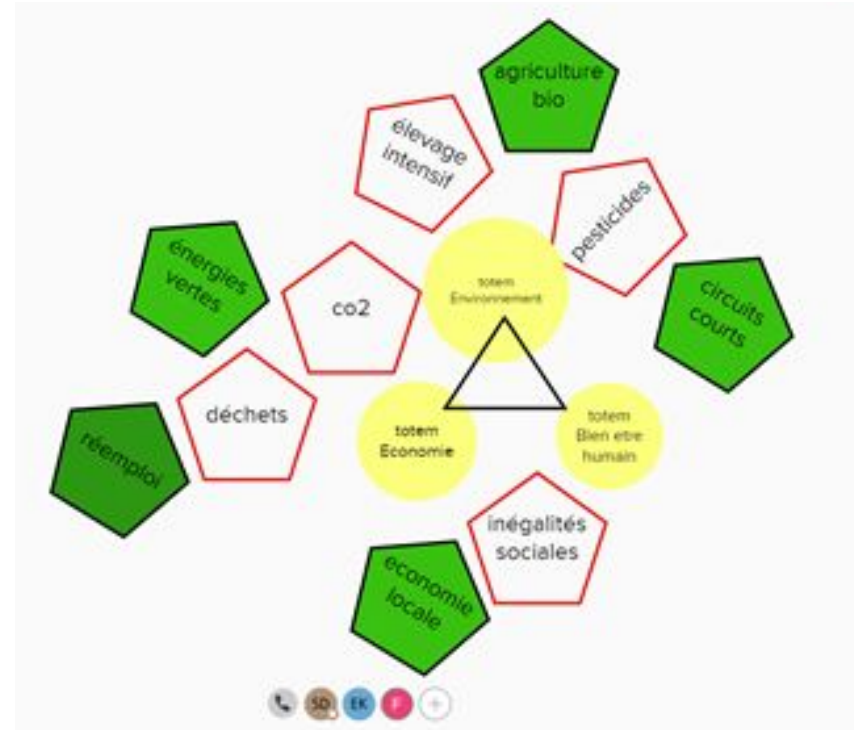 agriculture
bio
élevage
intensif
pesticides
énergies
vertes
co2
totem
Environnement
circuits
courts
déchets
réemploi
totem
Economie
totem
Bien etre
humain
inégalités
sociales
economie
locale
SD
EK
F
+